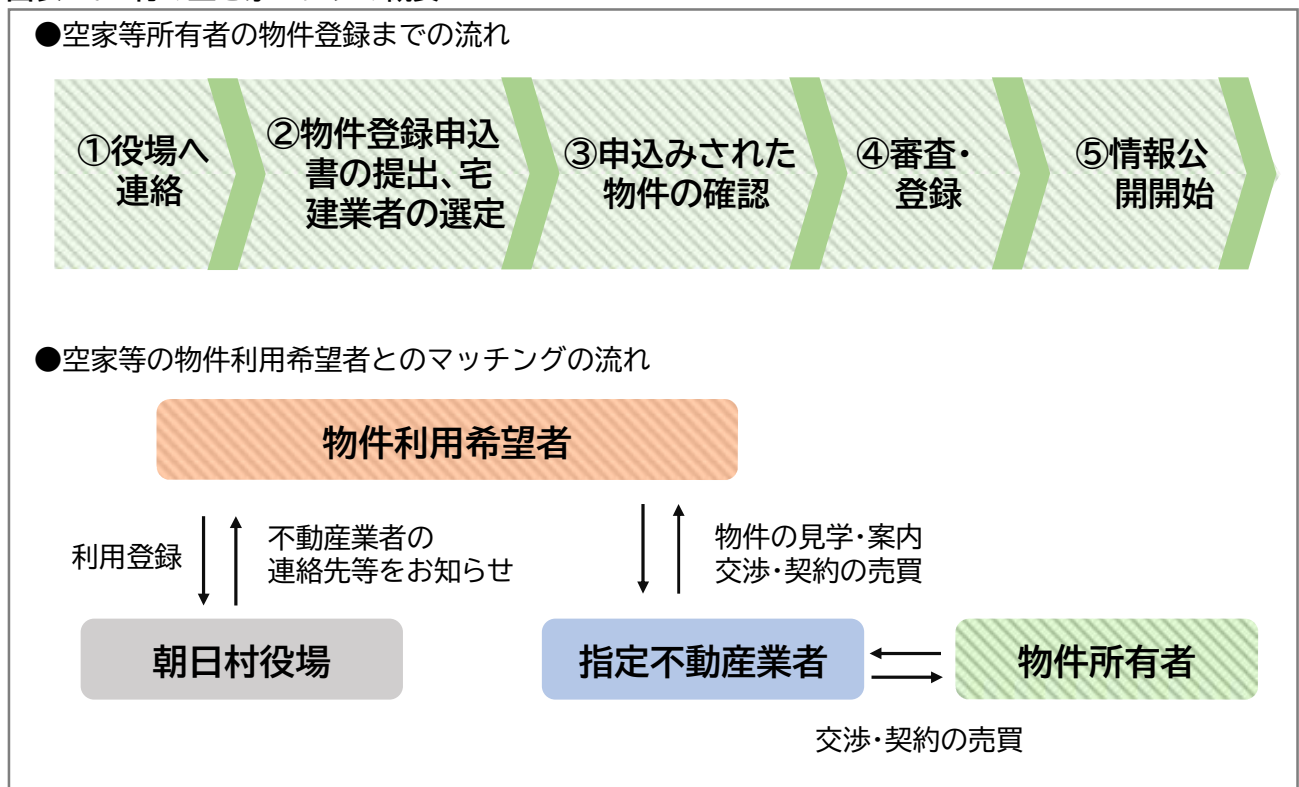 ●空家等所有者の物件登録までの流れ
①役場へ
連絡
②物件登録申込
書の提出、宅
建業者の選定
③申込みされた
物件の確認
④審査・
登録
⑤情報公
開開始
●空家等の物件利用希望者とのマッチングの流れ
物件利用希望者
利用登録
不動産業者の
連絡先等をお知らせ
物件の見学・案内
交渉・契約の売買
朝日村役場
指定不動産業者
物件所有者
交渉・契約の売買